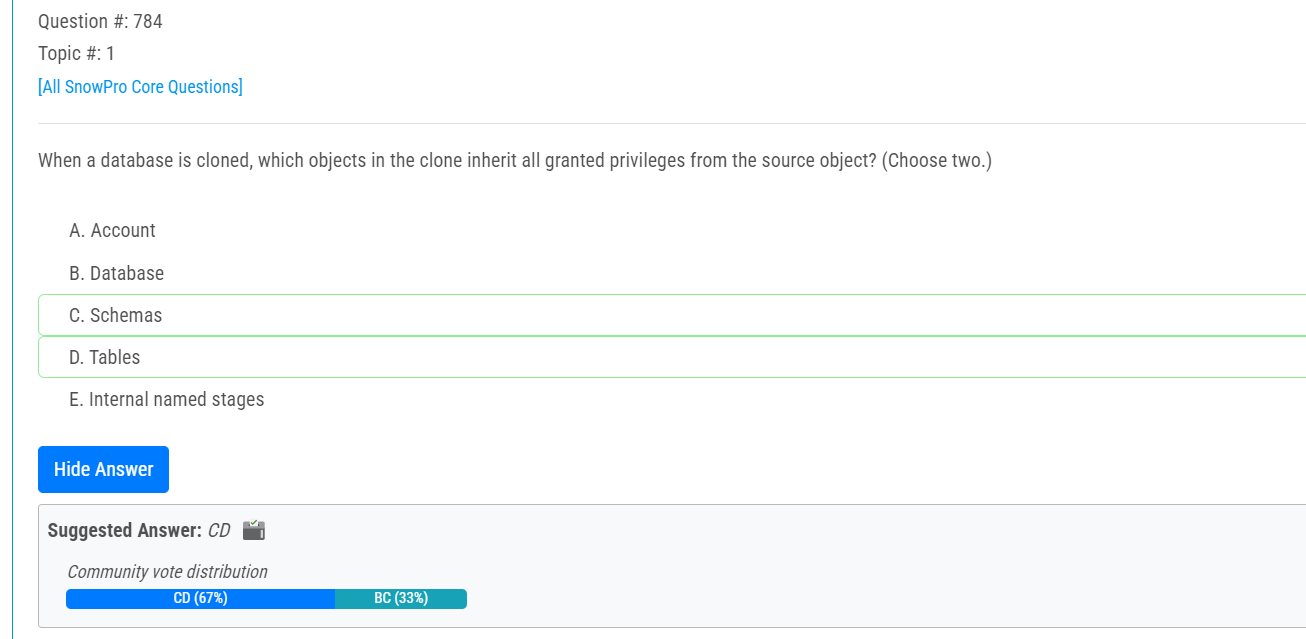 Question #: 784
Topic #: 1
[All SnowPro Core Questions]
When a database is cloned, which objects in the clone inherit all granted privileges from the source object? (Choose two.)
A. Account
B. Database
C. Schemas
D. Tables
E. Internal named stages
Hide Answer
Suggested Answer: CD
Community vote distribution
CD (67%) BC (33%)